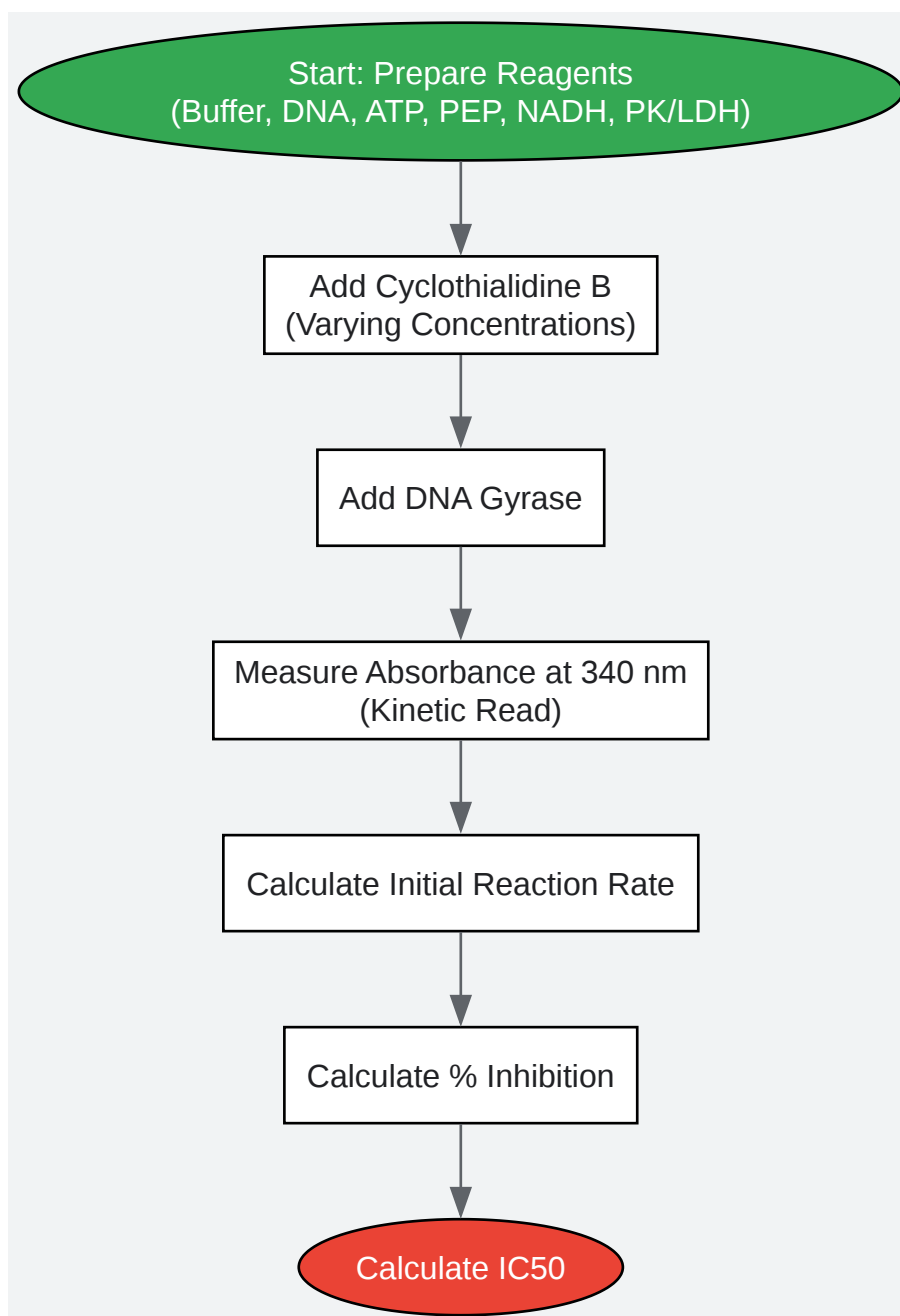 Start: Prepare Reagents
(Buffer, DNA, ATP, PEP, NADH, PK/LDH)
Add Cyclothialidine B
(Varying Concentrations)
Add DNA Gyrase
Measure Absorbance at 340 nm
(Kinetic Read)
Calculate Initial Reaction Rate
Calculate % Inhibition
Calculate IC50